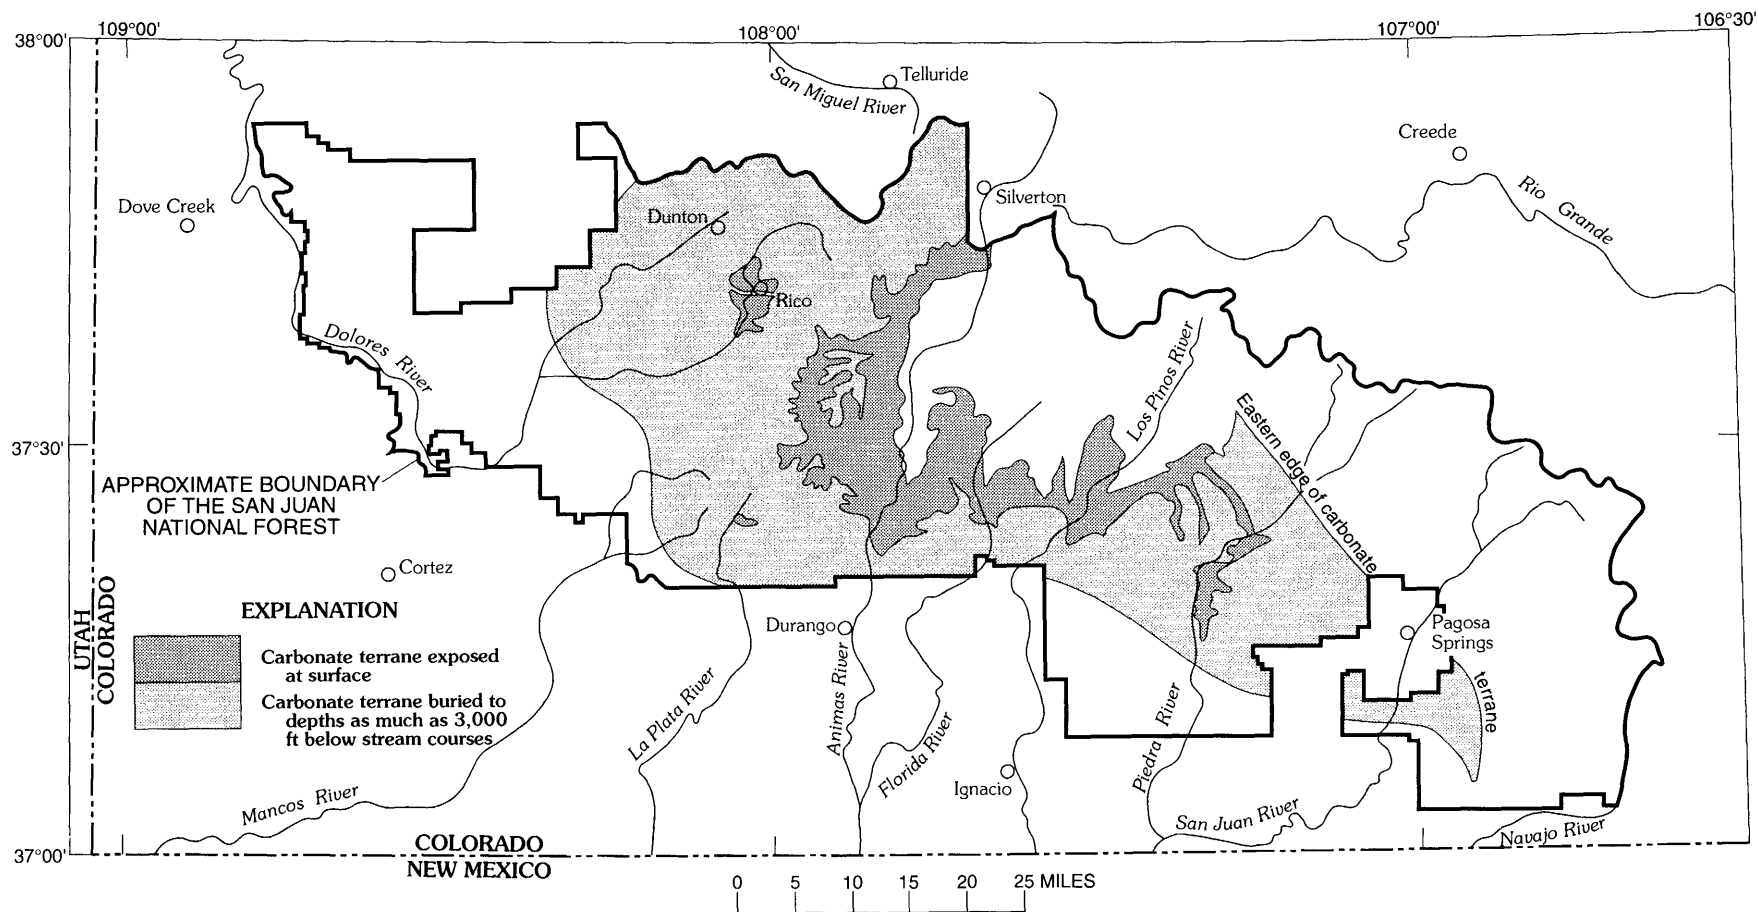 109°00'
108°00'
107°00'
106°30'
38°00'
Telluride
San Miguel River
Creede
Rio Grande
Silverton
Dove Creek
Dunton
Rico
Dolores River
Los Pinos River
Eastern edge of carbonate
terrane
37°30'
APPROXIMATE BOUNDARY
OF THE SAN JUAN
NATIONAL FOREST
Cortez
UTAH
COLORADO
EXPLANATION
Carbonate terrane exposed
at surface
Carbonate terrane buried to
depths as much as 3,000
ft below stream courses
Durango
Pagosa
Springs
La Plata River
Animas River
Florida River
Piedra River
Ignacio
Mancos River
San Juan River
Navajo River
37°00'
COLORADO
NEW MEXICO
0 5 10 15 20 25 MILES